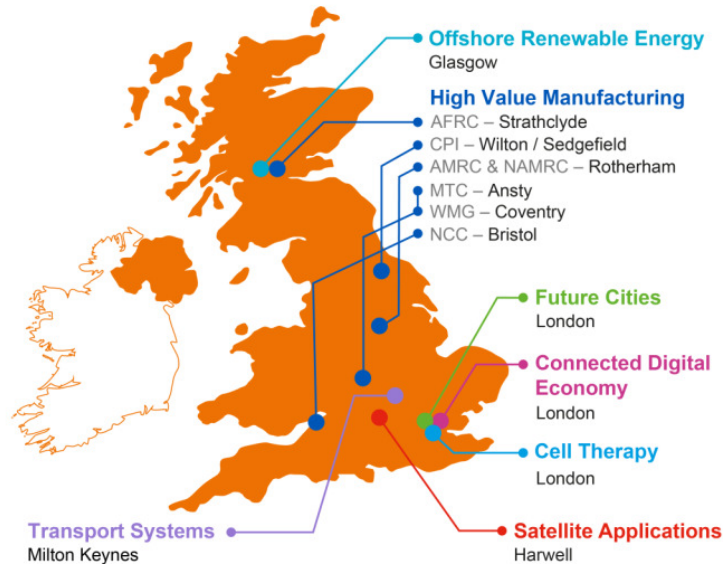 Offshore Renewable Energy
Glasgow
High Value Manufacturing
AFRC – Strathclyde
CPI – Wilton / Sedgefield
AMRC & NAMRC – Rotherham
MTC – Ansty
WMG – Coventry
NCC – Bristol
Future Cities
London
Connected Digital
Economy
London
Cell Therapy
London
Transport Systems
Milton Keynes
Satellite Applications
Harwell